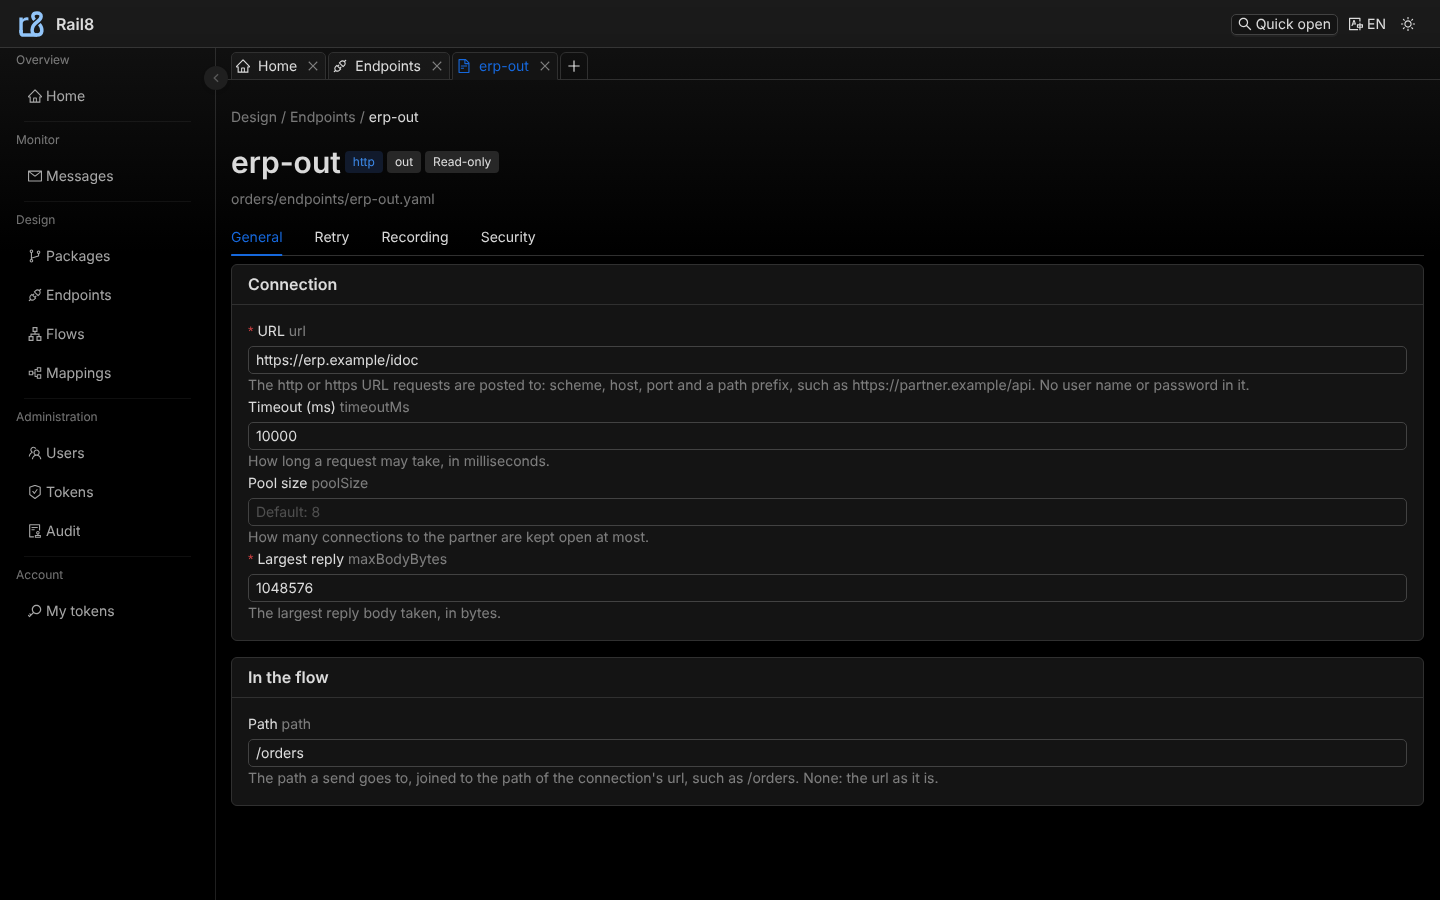 Rail8
Quick open
EN
Overview
Home
Monitor
Messages
Design
Packages
Endpoints
Flows
Mappings
Administration
Users
Tokens
Audit
Account
My tokens
Home
Endpoints
erp-out
Design / Endpoints / erp-out
erp-out http out Read-only
orders/endpoints/erp-out.yaml
General Retry Recording Security
Connection
* URL url
https://erp.example/idoc
The http or https URL requests are posted to: scheme, host, port and a path prefix, such as https://partner.example/api. No user name or password in it.
Timeout (ms) timeoutMs
10000
How long a request may take, in milliseconds.
Pool size poolSize
Default: 8
How many connections to the partner are kept open at most.
* Largest reply maxBodyBytes
1048576
The largest reply body taken, in bytes.
In the flow
Path path
/orders
The path a send goes to, joined to the path of the connection's url, such as /orders. None: the url as it is.